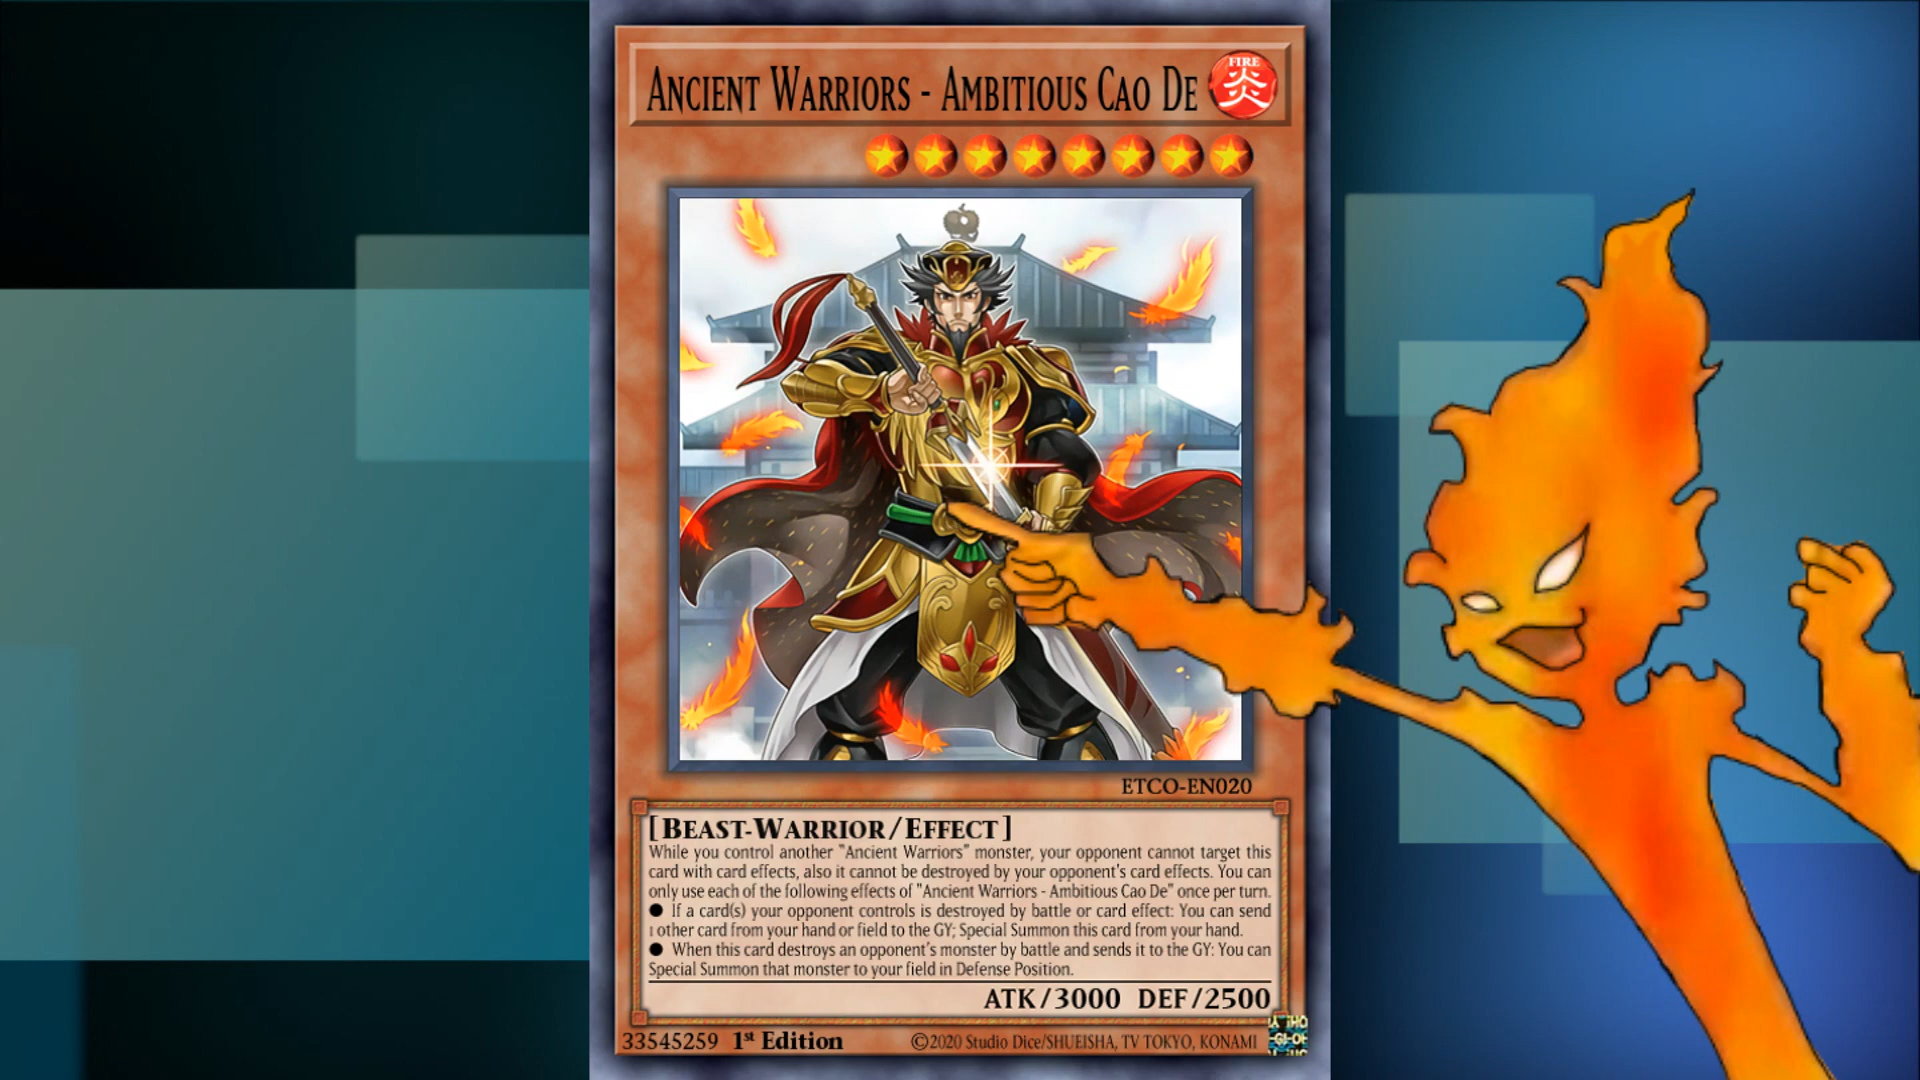 ANCIENT WARRIORS - AMBITIOUS CAO DE
FIRE
炎
ETCO-EN020
[BEAST-WARRIOR/EFFECT]
While you control another "Ancient Warriors" monster, your opponent cannot target this
card with card effects, also it cannot be destroyed by your opponent's card effects. You can
only use each of the following effects of "Ancient Warriors - Ambitious Cao De" once per turn.
● If a card(s) your opponent controls is destroyed by battle or card effect: You can send
1 other card from your hand or field to the GY; Special Summon this card from your hand.
● When this card destroys an opponent's monster by battle and sends it to the GY: You can
Special Summon that monster to your field in Defense Position.
ATK/3000 DEF/2500
33545259 1st Edition ©2020 Studio Dice/SHUEISHA, TV TOKYO, KONAMI